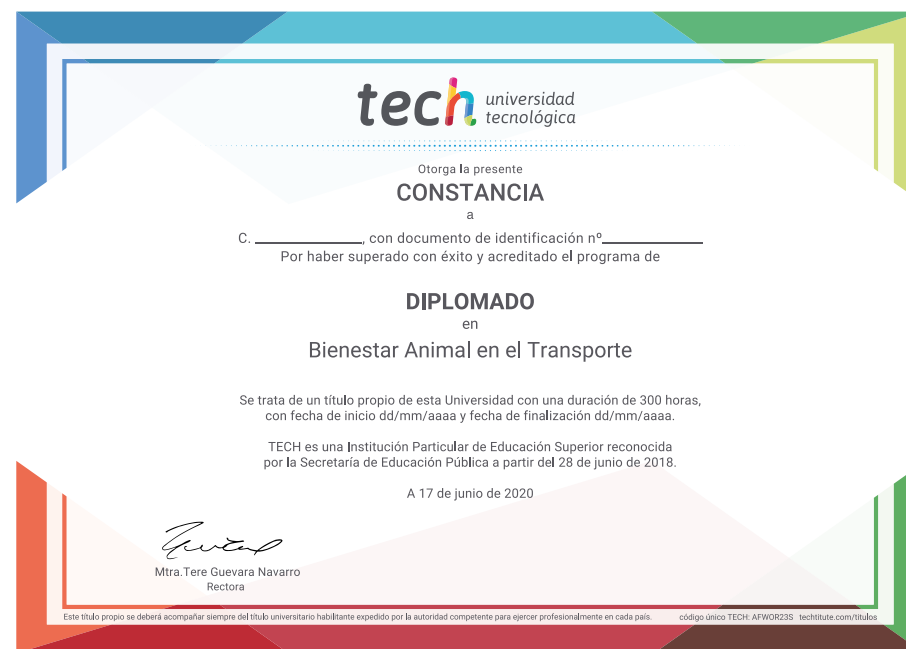 tech universidad
tecnológica
Otorga la presente
CONSTANCIA
a
C. ____________, con documento de identificación nº____________
Por haber superado con éxito y acreditado el programa de
DIPLOMADO
en
Bienestar Animal en el Transporte
Se trata de un título propio de esta Universidad con una duración de 300 horas,
con fecha de inicio dd/mm/aaaa y fecha de finalización dd/mm/aaaa.
TECH es una Institución Particular de Educación Superior reconocida
por la Secretaría de Educación Pública a partir del 28 de junio de 2018.
A 17 de junio de 2020
Mtra.Tere Guevara Navarro
Rectora
Este título propio se deberá acompañar siempre del título universitario habilitante expedido por la autoridad competente para ejercer profesionalmente en cada país. código único TECH: AFWOR23S techtitute.com/titulos